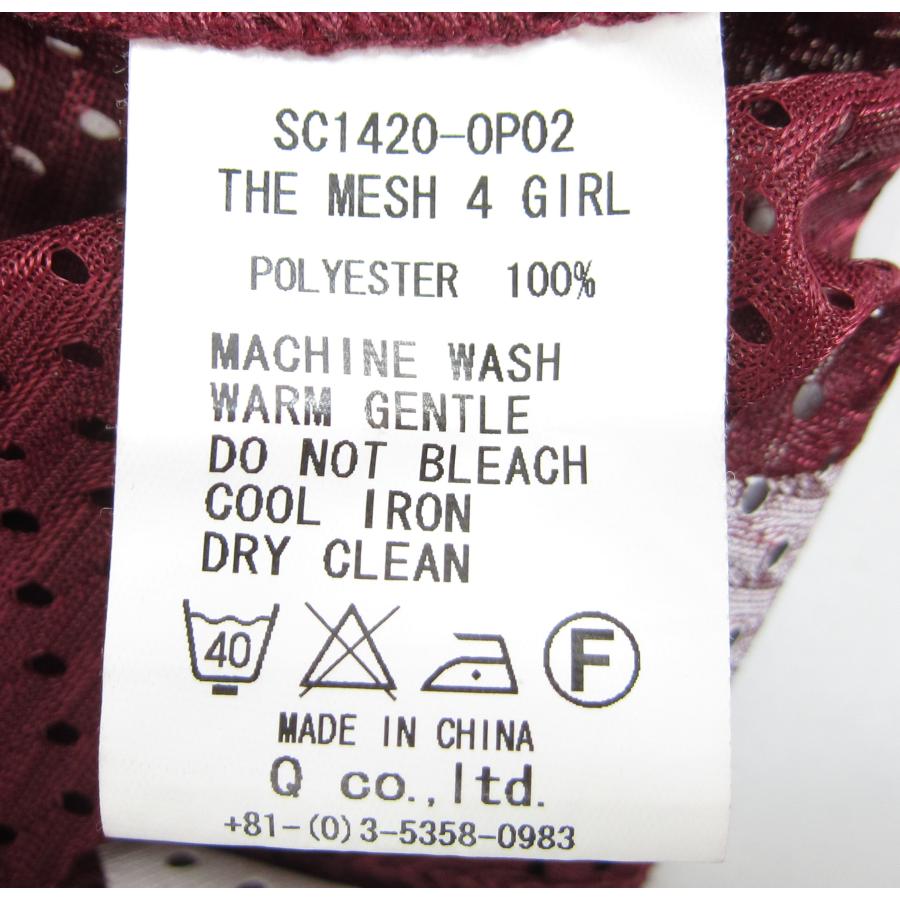 SC1420-OP02
THE MESH 4 GIRL
POLYESTER 100%
MACHINE WASH
WARM GENTLE
DO NOT BLEACH
COOL IRON
DRY CLEAN
40 F
MADE IN CHINA
Q co.,ltd.
+81-(0)3-5358-0983